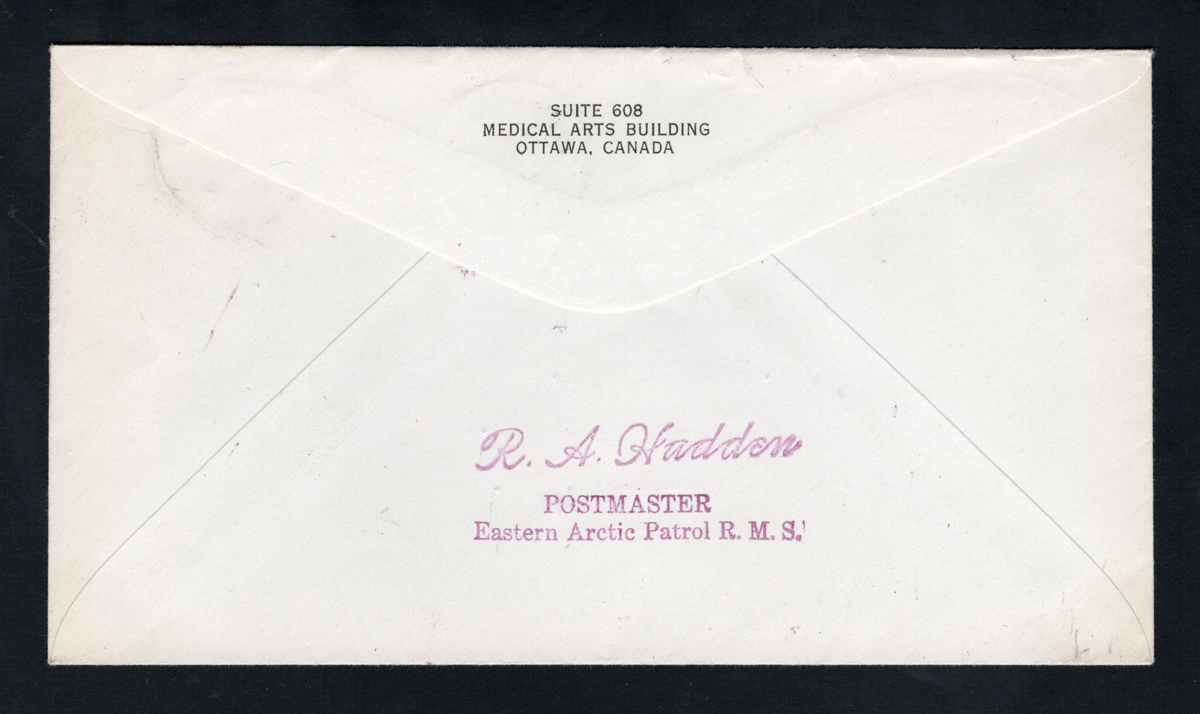 SUITE 608
MEDICAL ARTS BUILDING
OTTAWA, CANADA
R. A. Hadden
POSTMASTER
Eastern Arctic Patrol R. M. S.